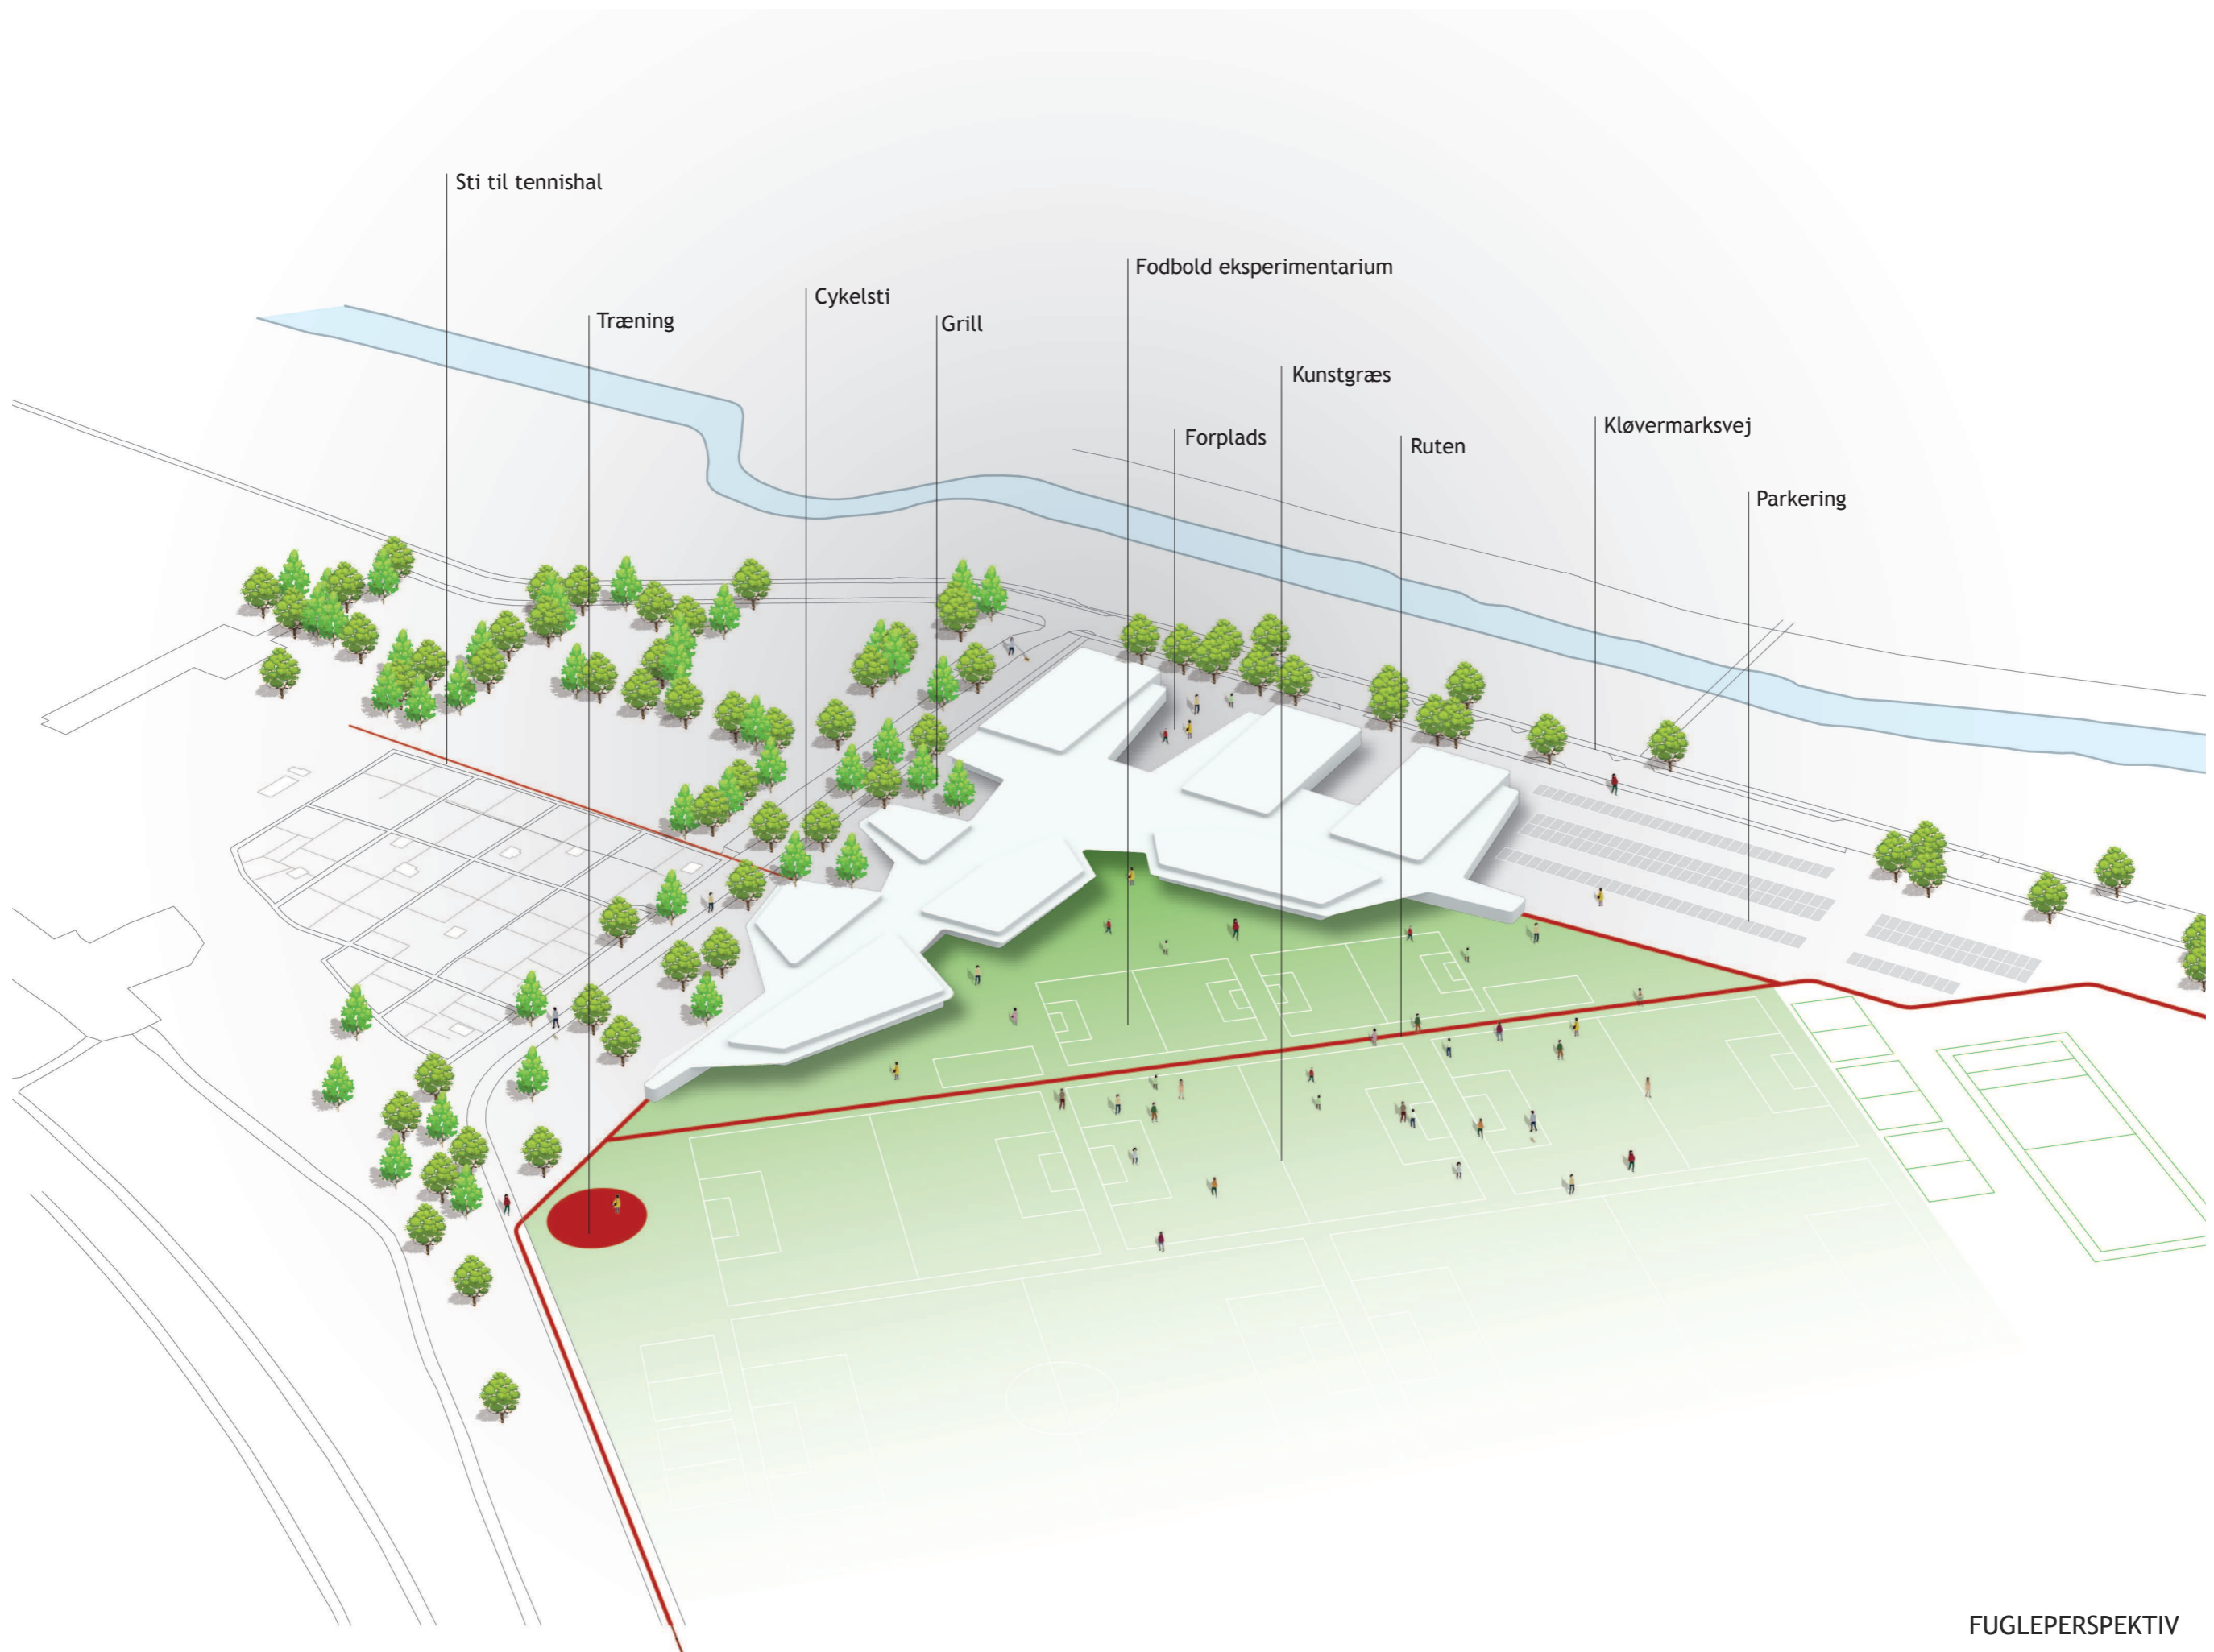 Sti til tennishal
Fodbold eksperimentarium
Cykelsti
Træning
Grill
Kunstgræs
Kløvermarksvej
Forplads
Ruten
Parkering
FUGLEPERSPEKTIV